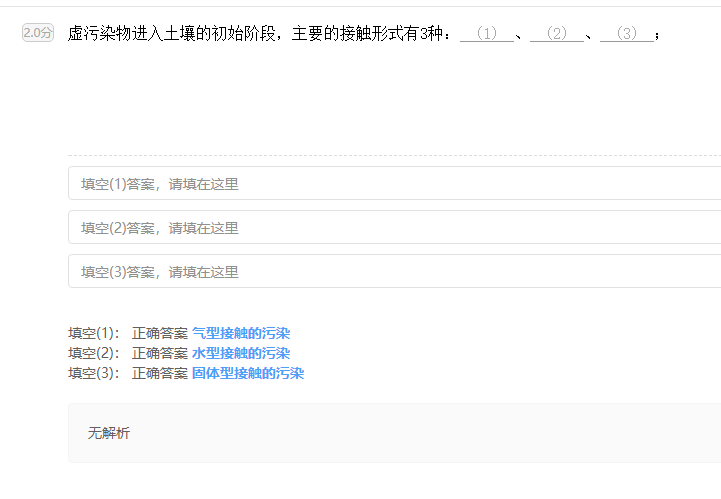 2.0分 虚污染物进入土壤的初始阶段，主要的接触形式有3种：（1）、（2）、（3）；
填空(1)答案，请填在这里
填空(2)答案，请填在这里
填空(3)答案，请填在这里
填空(1)： 正确答案 气型接触的污染
填空(2)： 正确答案 水型接触的污染
填空(3)： 正确答案 固体型接触的污染
无解析